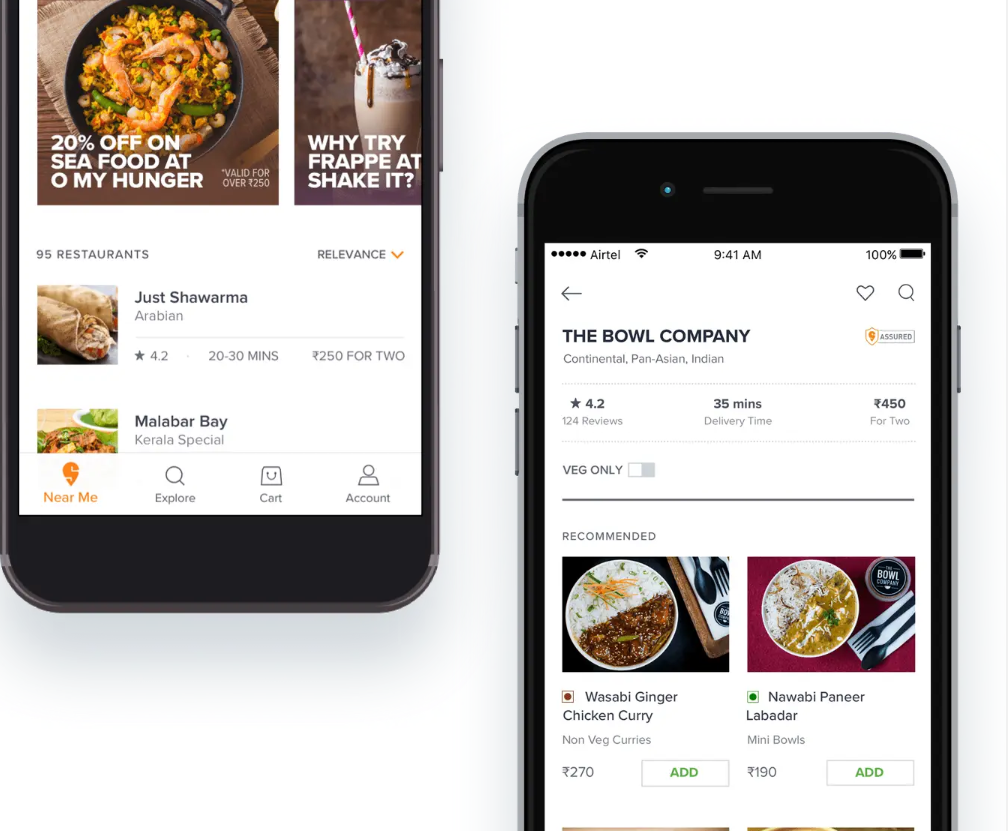 20% OFF ON
SEA FOOD AT
O MY HUNGER
*VALID FOR
OVER ₹250
WHY TRY
FRAPPE AT
SHAKE IT?
95 RESTAURANTS
RELEVANCE
Just Shawarma
Arabian
★ 4.2 · 20-30 MINS ₹250 FOR TWO
Malabar Bay
Kerala Special
Near Me Explore Cart Account
Airtel 9:41 AM 100%
THE BOWL COMPANY
ASSURED
Continental, Pan-Asian, Indian
★ 4.2 35 mins ₹450
124 Reviews Delivery Time For Two
VEG ONLY
RECOMMENDED
THE
BOWL
COMPANY
Wasabi Ginger
Chicken Curry
Non Veg Curries
₹270 ADD
Nawabi Paneer
Labadar
Mini Bowls
₹190 ADD